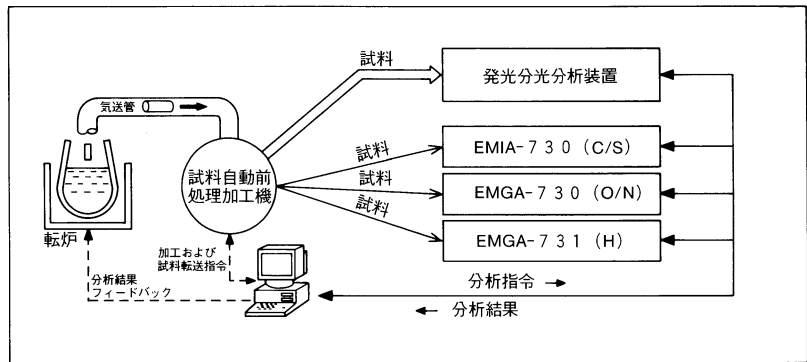 試料
発光分光分析装置
気送管
試料
EMIA-730 (C/S)
試料自動前
処理加工機
試料
EMGA-730 (O/N)
試料
EMGA-731 (H)
転炉
加工および
試料転送指令
分析結果
フィードバック
分析指令 →
← 分析結果